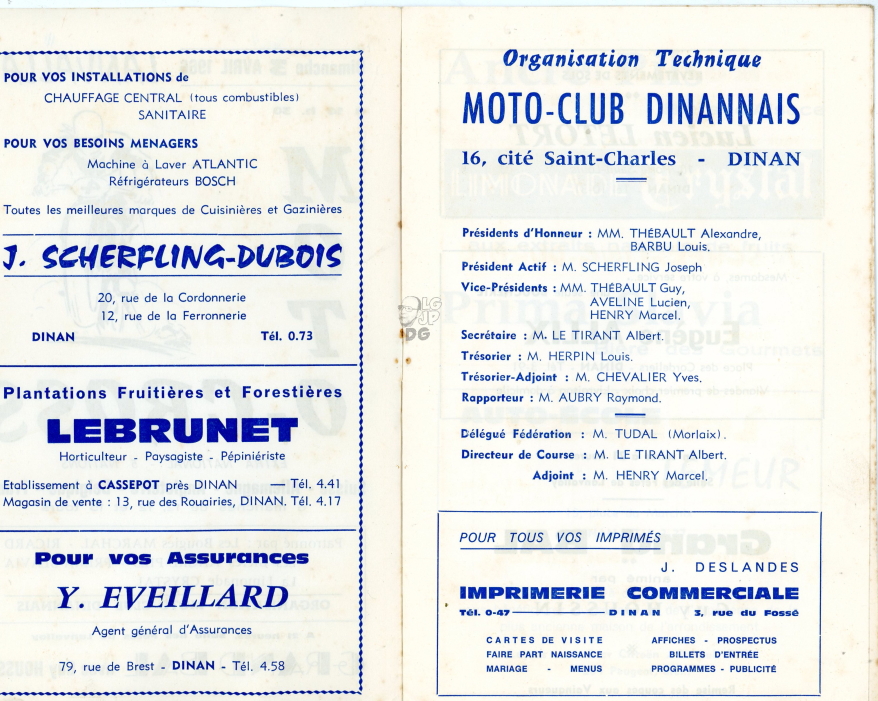 POUR VOS INSTALLATIONS de
CHAUFFAGE CENTRAL (tous combustibles)
SANITAIRE
POUR VOS BESOINS MENAGERS
Machine à Laver ATLANTIC
Réfrigérateurs BOSCH
Toutes les meilleures marques de Cuisinières et Gazinières
J. SCHERFLING-DUBOIS
20, rue de la Cordonnerie
12, rue de la Ferronnerie
DINAN Tél. 0.73
Plantations Fruitières et Forestières
LEBRUNET
Horticulteur - Paysagiste - Pépiniériste
Etablissement à CASSEPOT près DINAN — Tél. 4.41
Magasin de vente : 13, rue des Rouairies, DINAN. Tél. 4.17
Pour vos Assurances
Y. EVEILLARD
Agent général d'Assurances
79, rue de Brest - DINAN - Tél. 4.58
Organisation Technique
MOTO-CLUB DINANNAIS
16, cité Saint-Charles - DINAN
Présidents d'Honneur : MM. THÉBAULT Alexandre,
BARBU Louis.
Président Actif : M. SCHERFLING Joseph
Vice-Présidents : MM. THÉBAULT Guy,
AVELINE Lucien,
HENRY Marcel.
Secrétaire : M. LE TIRANT Albert.
Trésorier : M. HERPIN Louis.
Trésorier-Adjoint : M. CHEVALIER Yves.
Rapporteur : M. AUBRY Raymond.
Délégué Fédération : M. TUDAL (Morlaix).
Directeur de Course : M. LE TIRANT Albert.
Adjoint : M. HENRY Marcel.
POUR TOUS VOS IMPRIMÉS
J. DESLANDES
IMPRIMERIE COMMERCIALE
Tél. 0-47 — DINAN — 3, rue du Fossé
CARTES DE VISITE AFFICHES - PROSPECTUS
FAIRE PART NAISSANCE BILLETS D'ENTRÉE
MARIAGE - MENUS PROGRAMMES - PUBLICITÉ
LG
JP
DG